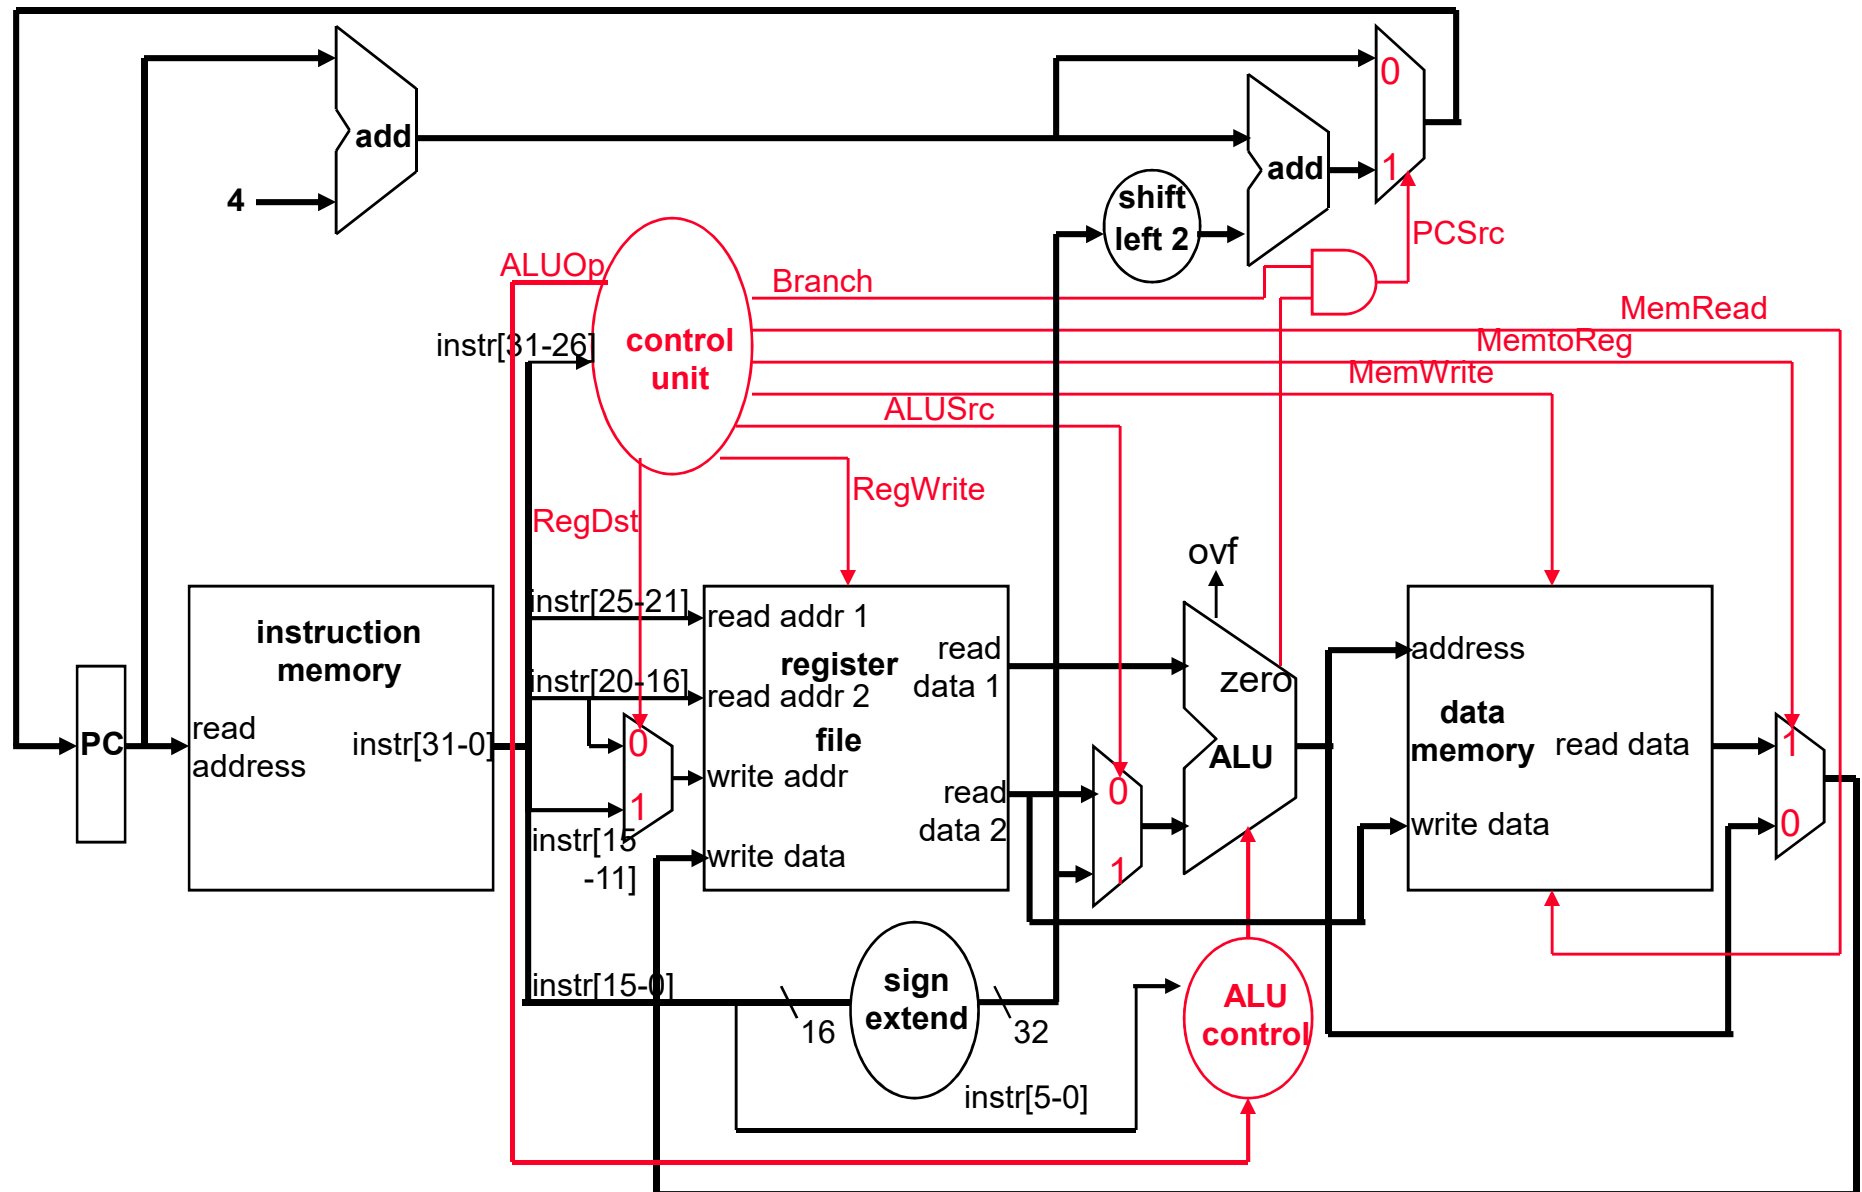 0
add
add
1
shift
left 2
4
PCSrc
ALUOp
Branch
MemRead
instr[31-26]
control
unit
MemtoReg
MemWrite
ALUSrc
RegWrite
RegDst
ovf
instr[25-21]
read addr 1
instruction
memory
read
data 1
register
file
address
instr[20-16]
read addr 2
zero
data
memory
PC
read
address
instr[31-0]
0
write addr
ALU
read data
1
1
read
data 2
0
write data
0
instr[15
-11]
write data
1
instr[15-0]
sign
extend
16
32
ALU
control
instr[5-0]